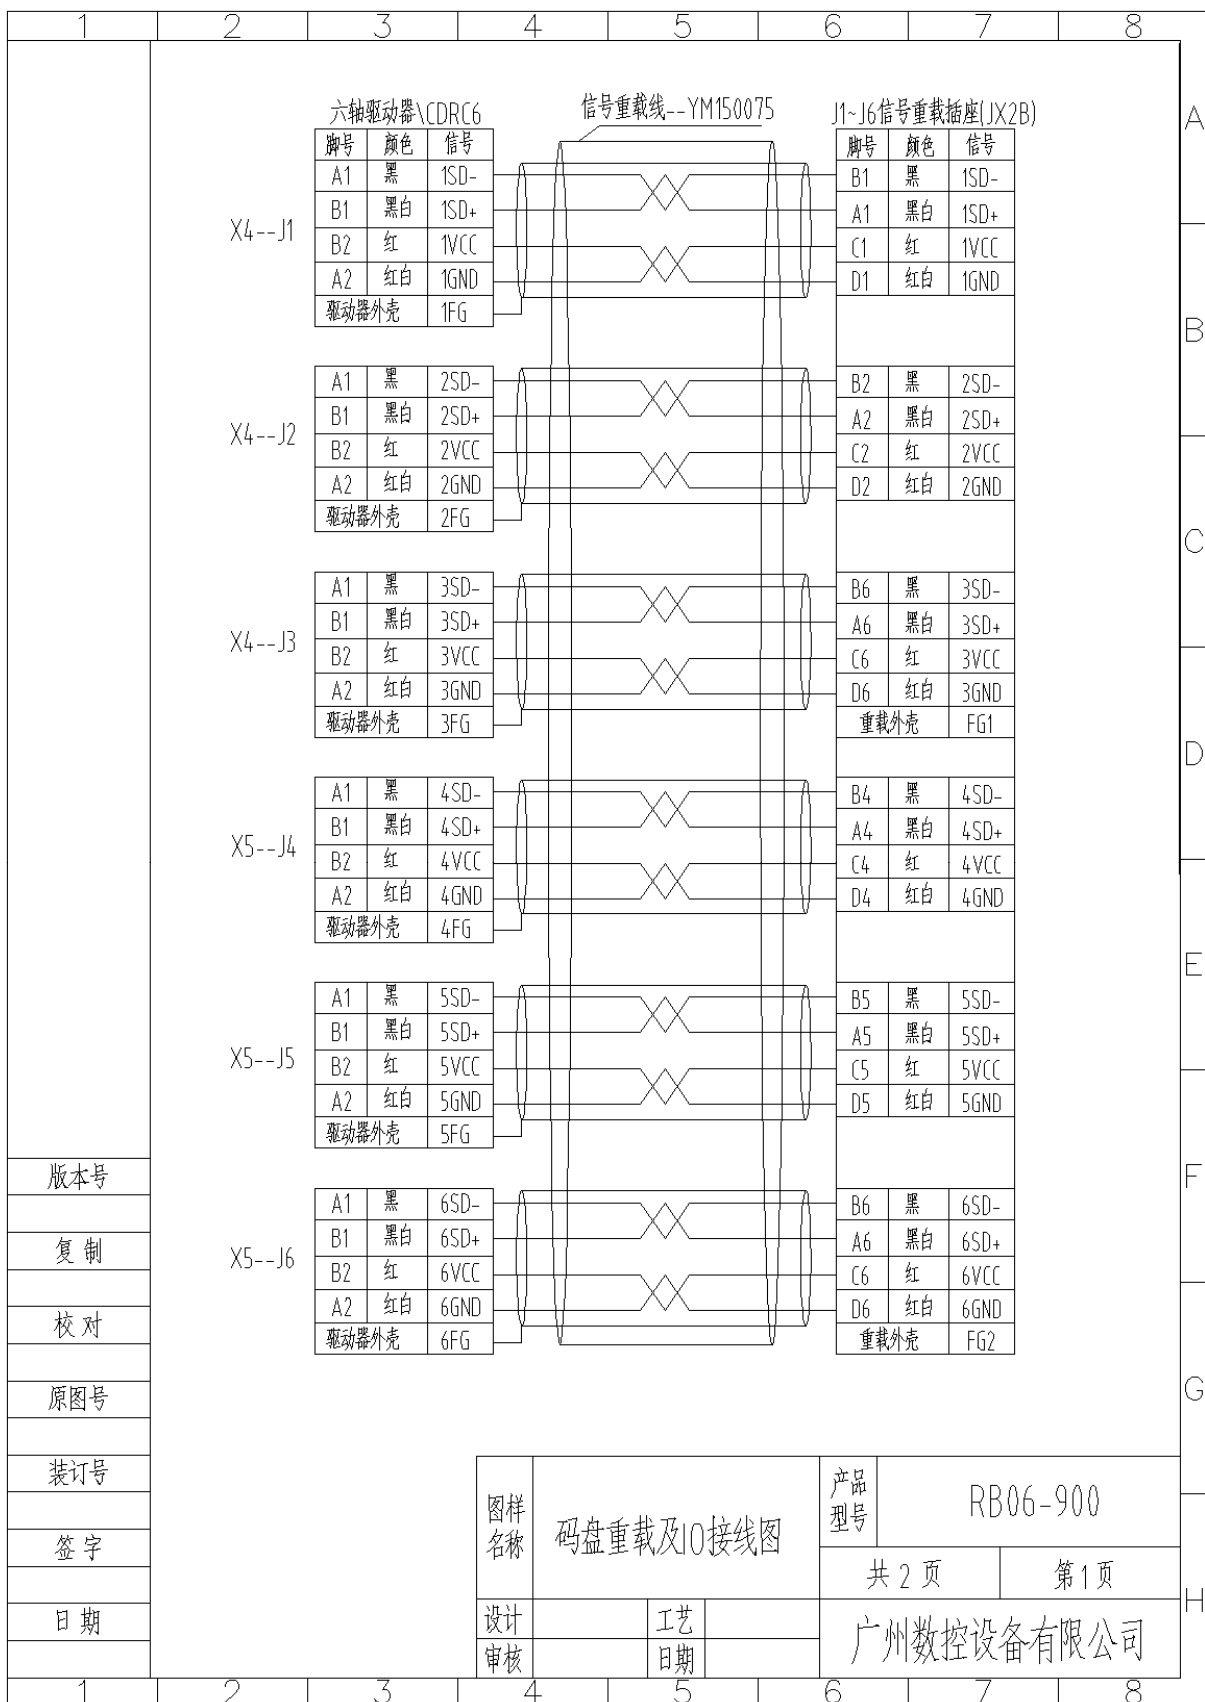 1 2 3 4 5 6 7 8
A
B
C
D
E
F
G
H
六轴驱动器\CDRC6
信号重载线--YM150075
J1~J6信号重载插座(JX2B)
脚号 颜色 信号 脚号 颜色 信号
X4--J1
A1 黑 1SD- B1 黑 1SD-
B1 黑白 1SD+ A1 黑白 1SD+
B2 红 1VCC C1 红 1VCC
A2 红白 1GND D1 红白 1GND
驱动器外壳 1FG
X4--J2
A1 黑 2SD- B2 黑 2SD-
B1 黑白 2SD+ A2 黑白 2SD+
B2 红 2VCC C2 红 2VCC
A2 红白 2GND D2 红白 2GND
驱动器外壳 2FG
X4--J3
A1 黑 3SD- B6 黑 3SD-
B1 黑白 3SD+ A6 黑白 3SD+
B2 红 3VCC C6 红 3VCC
A2 红白 3GND D6 红白 3GND
驱动器外壳 3FG 重载外壳 FG1
X5--J4
A1 黑 4SD- B4 黑 4SD-
B1 黑白 4SD+ A4 黑白 4SD+
B2 红 4VCC C4 红 4VCC
A2 红白 4GND D4 红白 4GND
驱动器外壳 4FG
X5--J5
A1 黑 5SD- B5 黑 5SD-
B1 黑白 5SD+ A5 黑白 5SD+
B2 红 5VCC C5 红 5VCC
A2 红白 5GND D5 红白 5GND
驱动器外壳 5FG
X5--J6
A1 黑 6SD- B6 黑 6SD-
B1 黑白 6SD+ A6 黑白 6SD+
B2 红 6VCC C6 红 6VCC
A2 红白 6GND D6 红白 6GND
驱动器外壳 6FG 重载外壳 FG2
版本号
复制
校对
原图号
装订号
签字
日期
图样
名称
码盘重载及IO接线图
产品
型号
RB06-900
共2页 第1页
设计 工艺
审核 日期
广州数控设备有限公司
1 2 3 4 5 6 7 8